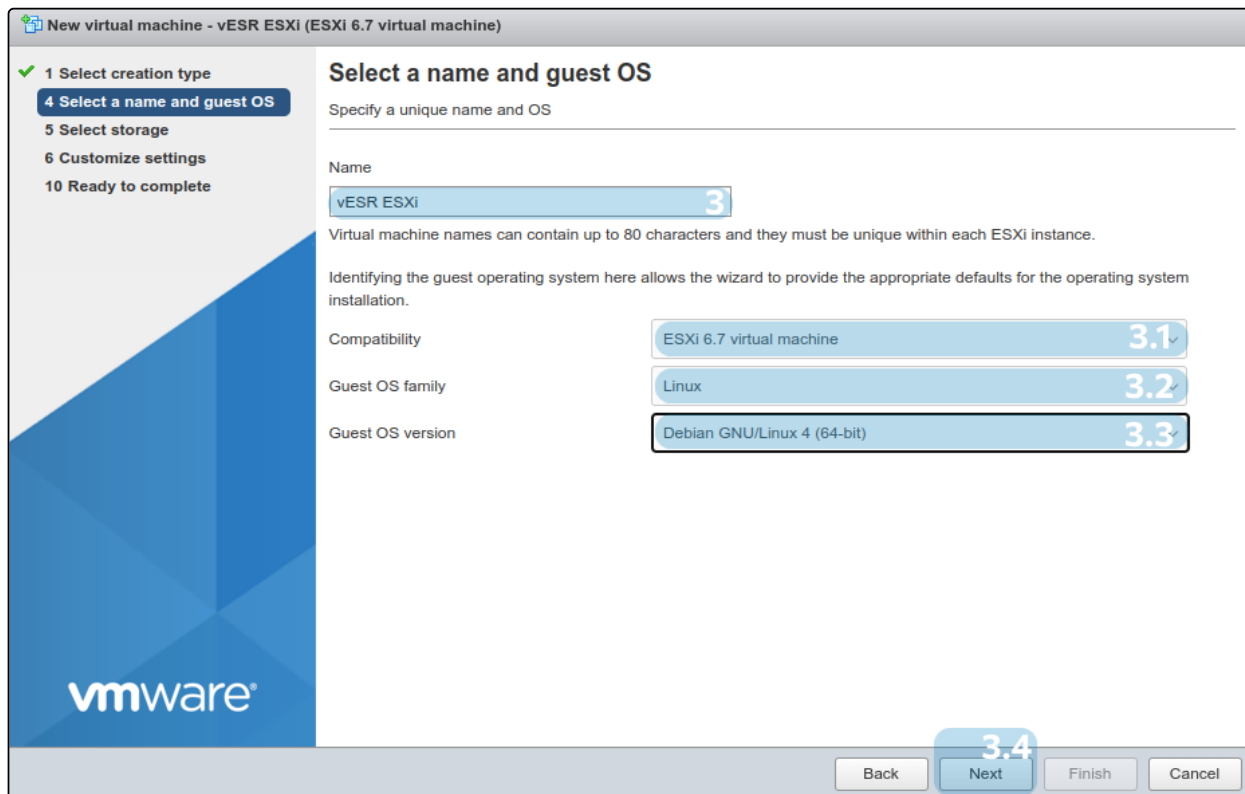 New virtual machine - vESR ESXi (ESXi 6.7 virtual machine)
1 Select creation type
4 Select a name and guest OS
5 Select storage
6 Customize settings
10 Ready to complete
Select a name and guest OS
Specify a unique name and OS
Name
vESR ESXi 3
Virtual machine names can contain up to 80 characters and they must be unique within each ESXi instance.
Identifying the guest operating system here allows the wizard to provide the appropriate defaults for the operating system
installation.
Compatibility ESXi 6.7 virtual machine 3.1
Guest OS family Linux 3.2
Guest OS version Debian GNU/Linux 4 (64-bit) 3.3
vmware®
3.4
Back Next Finish Cancel